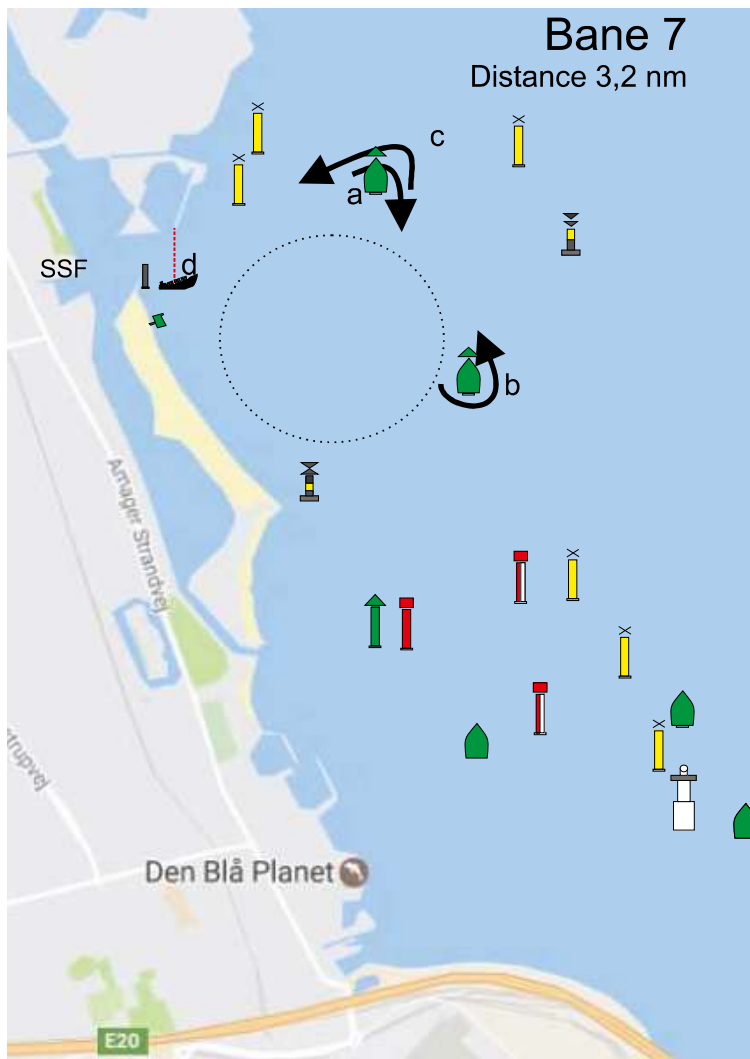 Bane 7
Distance 3,2 nm
c
a
SSF
d
b
Amager Strandvej
Den Blå Planet
E20